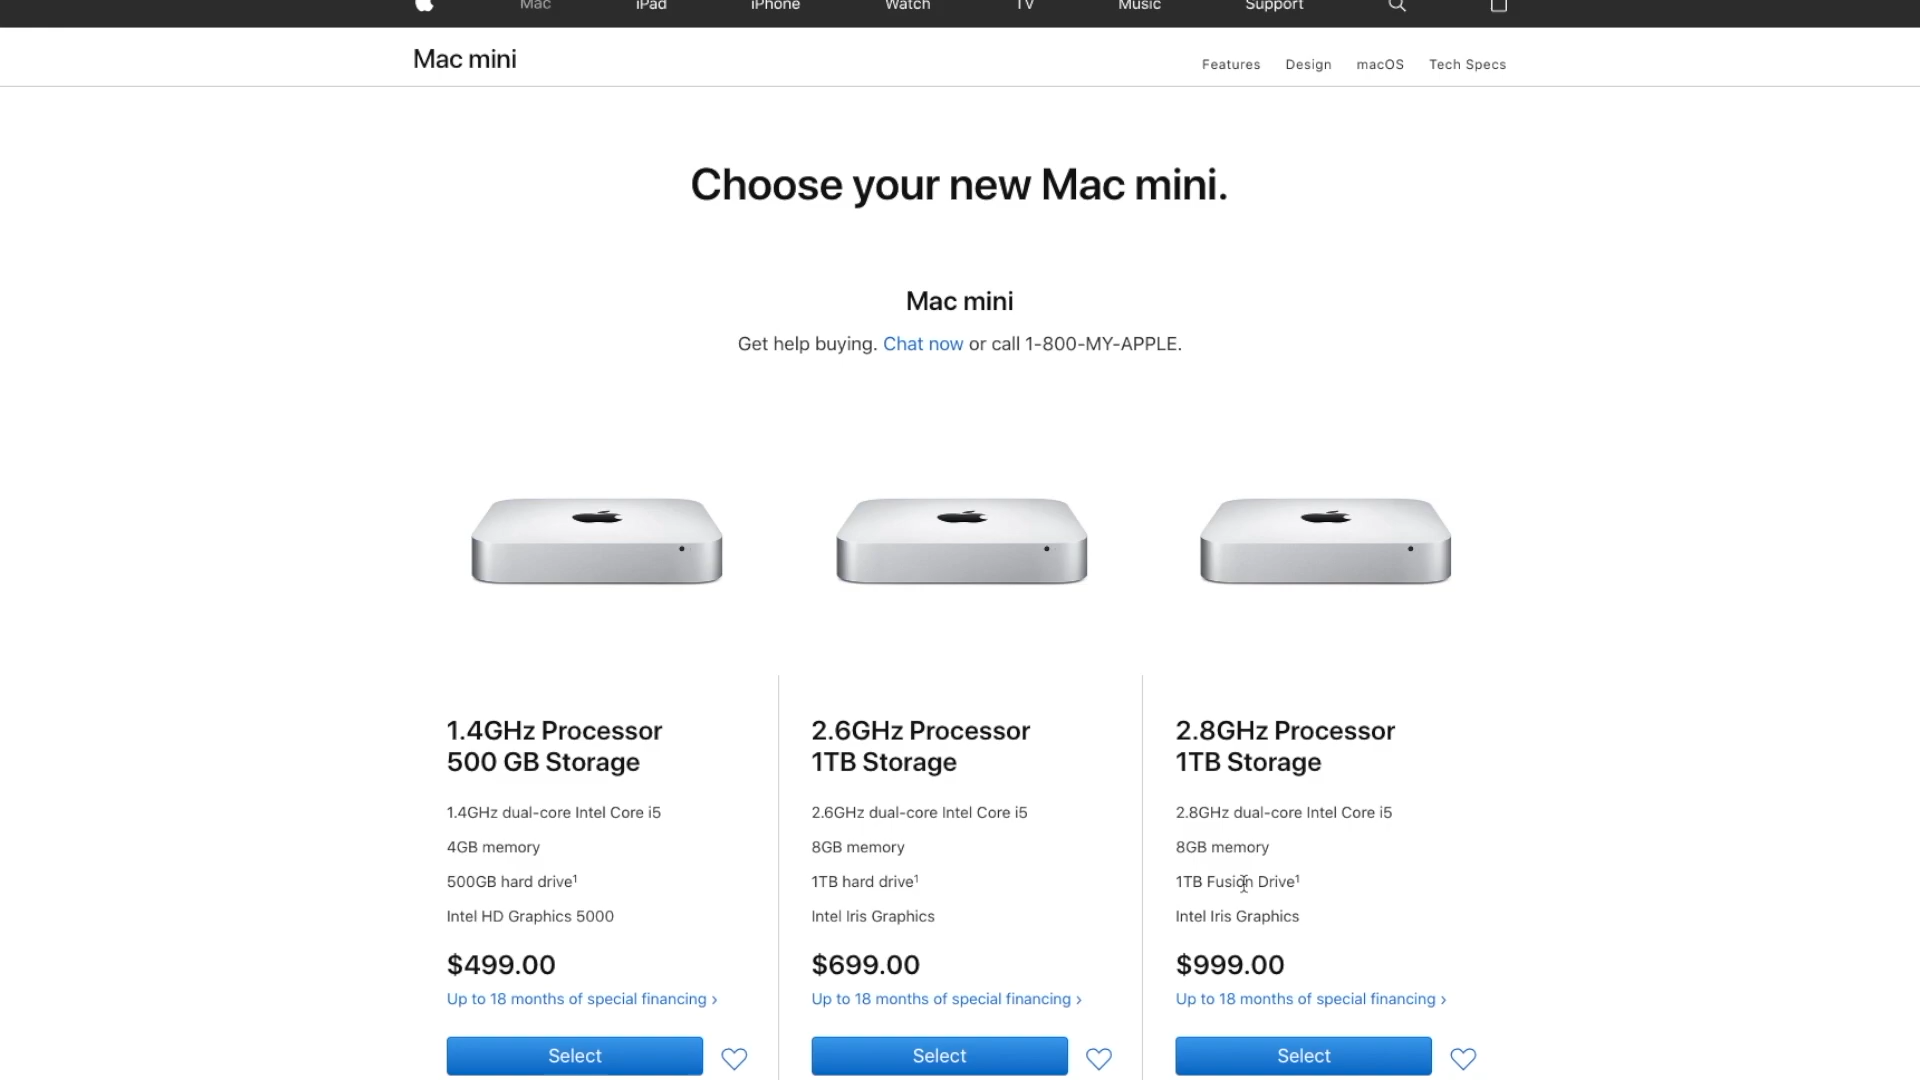 Mac iPad iPhone Watch TV Music Support
Mac mini
Features Design macOS Tech Specs
Choose your new Mac mini.
Mac mini
Get help buying. Chat now or call 1-800-MY-APPLE.
1.4GHz Processor
500 GB Storage
1.4GHz dual-core Intel Core i5
4GB memory
500GB hard drive¹
Intel HD Graphics 5000
$499.00
Up to 18 months of special financing ›
Select
2.6GHz Processor
1TB Storage
2.6GHz dual-core Intel Core i5
8GB memory
1TB hard drive¹
Intel Iris Graphics
$699.00
Up to 18 months of special financing ›
Select
2.8GHz Processor
1TB Storage
2.8GHz dual-core Intel Core i5
8GB memory
1TB Fusion Drive¹
Intel Iris Graphics
$999.00
Up to 18 months of special financing ›
Select